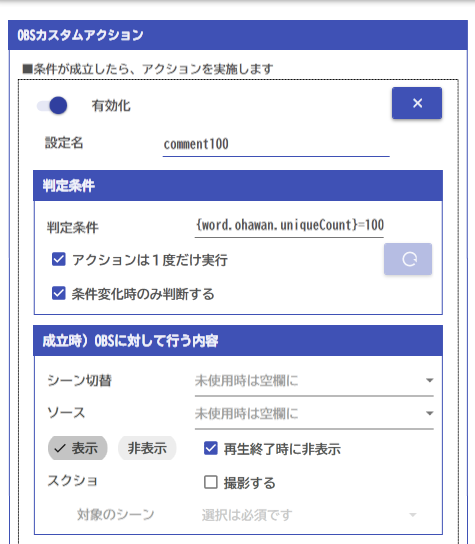 OBSカスタムアクション
■条件が成立したら、アクションを実施します
有効化
×
設定名 comment100
判定条件
判定条件 {word.ohawan.uniqueCount}=100
アクションは1度だけ実行
条件変化時のみ判断する
成立時）OBSに対して行う内容
シーン切替 未使用時は空欄に
ソース 未使用時は空欄に
✓ 表示 非表示 再生終了時に非表示
スクショ 撮影する
対象のシーン 選択は必須です